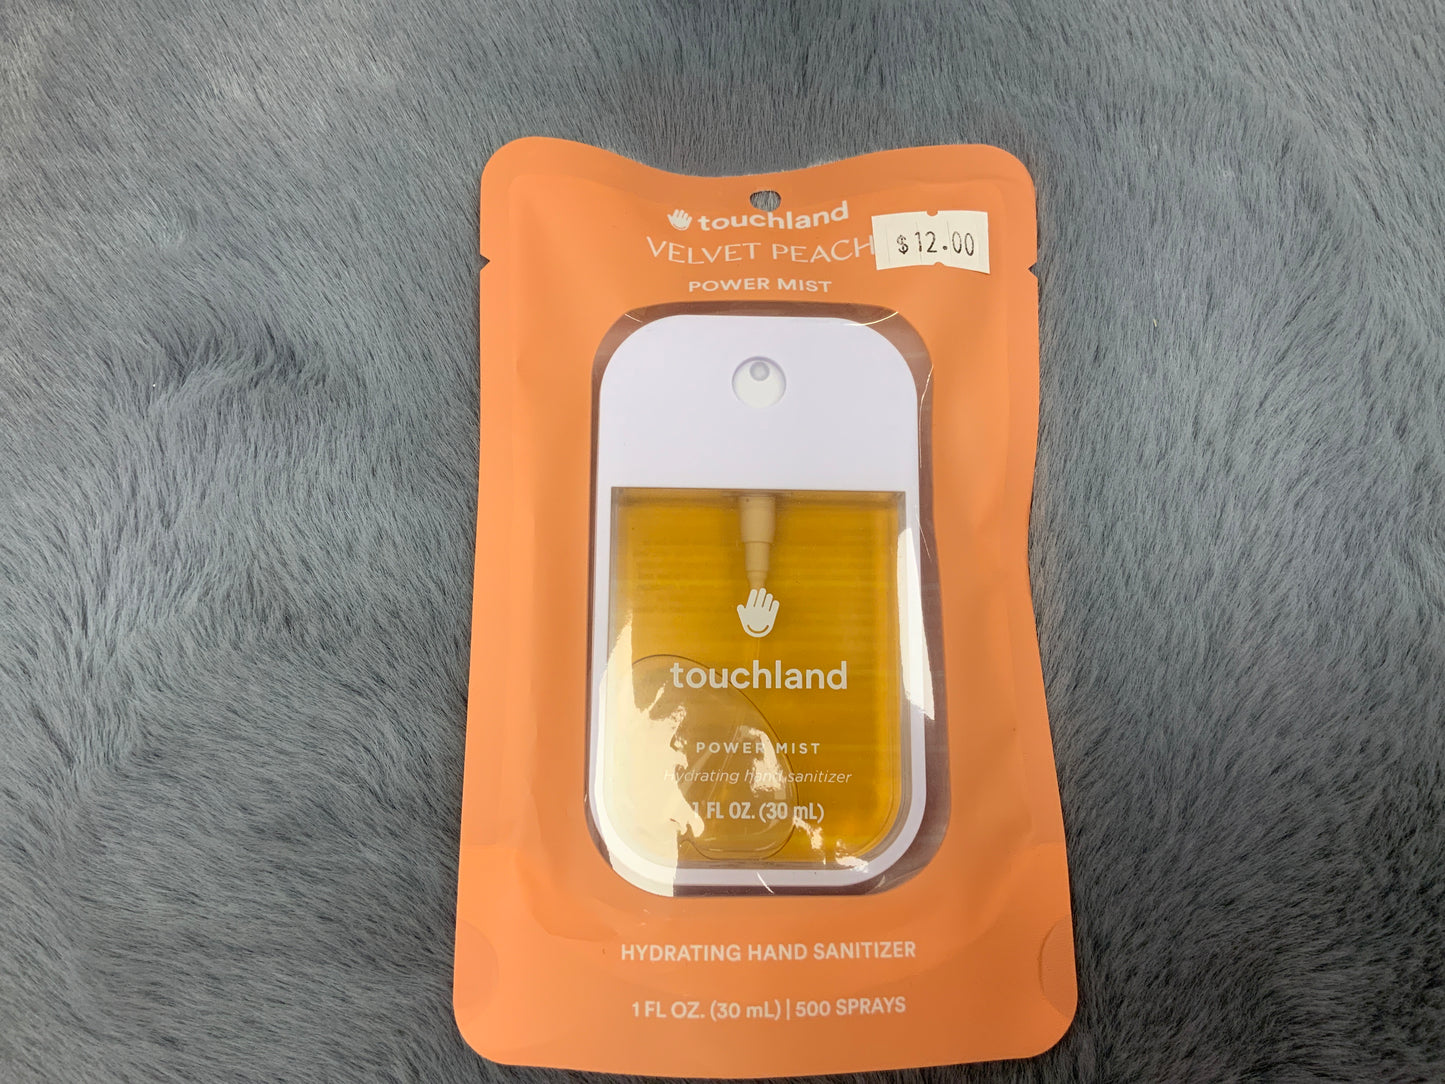 touchland
VELVET PEACH
$12.00
POWER MIST
touchland
POWER MIST
Hydrating hand sanitizer
1 FL OZ. (30 mL)
HYDRATING HAND SANITIZER
1 FL OZ. (30 mL) | 500 SPRAYS